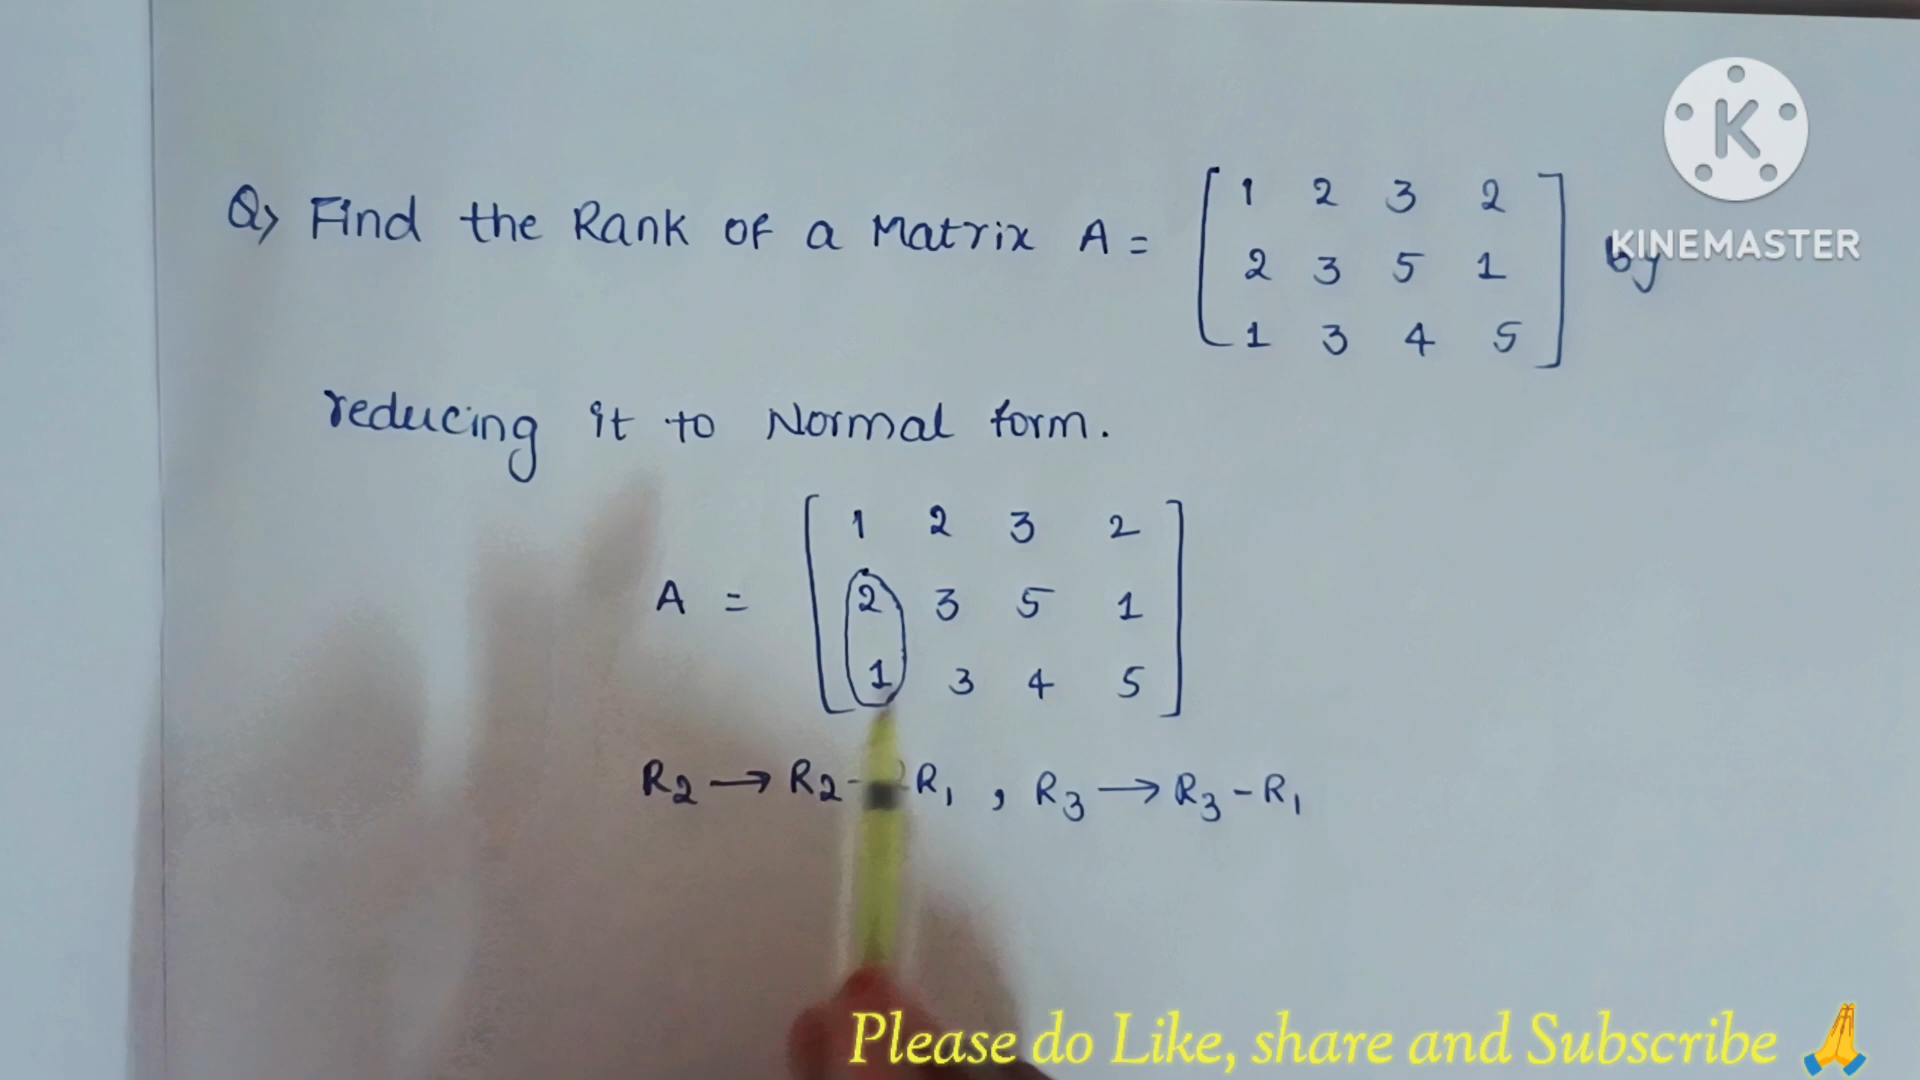 Q) Find the Rank of a Matrix A = [ 1 2 3 2
2 3 5 1
1 3 4 5 ] by
reducing it to Normal form.
A = [ 1 2 3 2
2 3 5 1
1 3 4 5 ]
R2 → R2 - R1 , R3 → R3 - R1
K
KINEMASTER
Please do Like, share and Subscribe 🙏